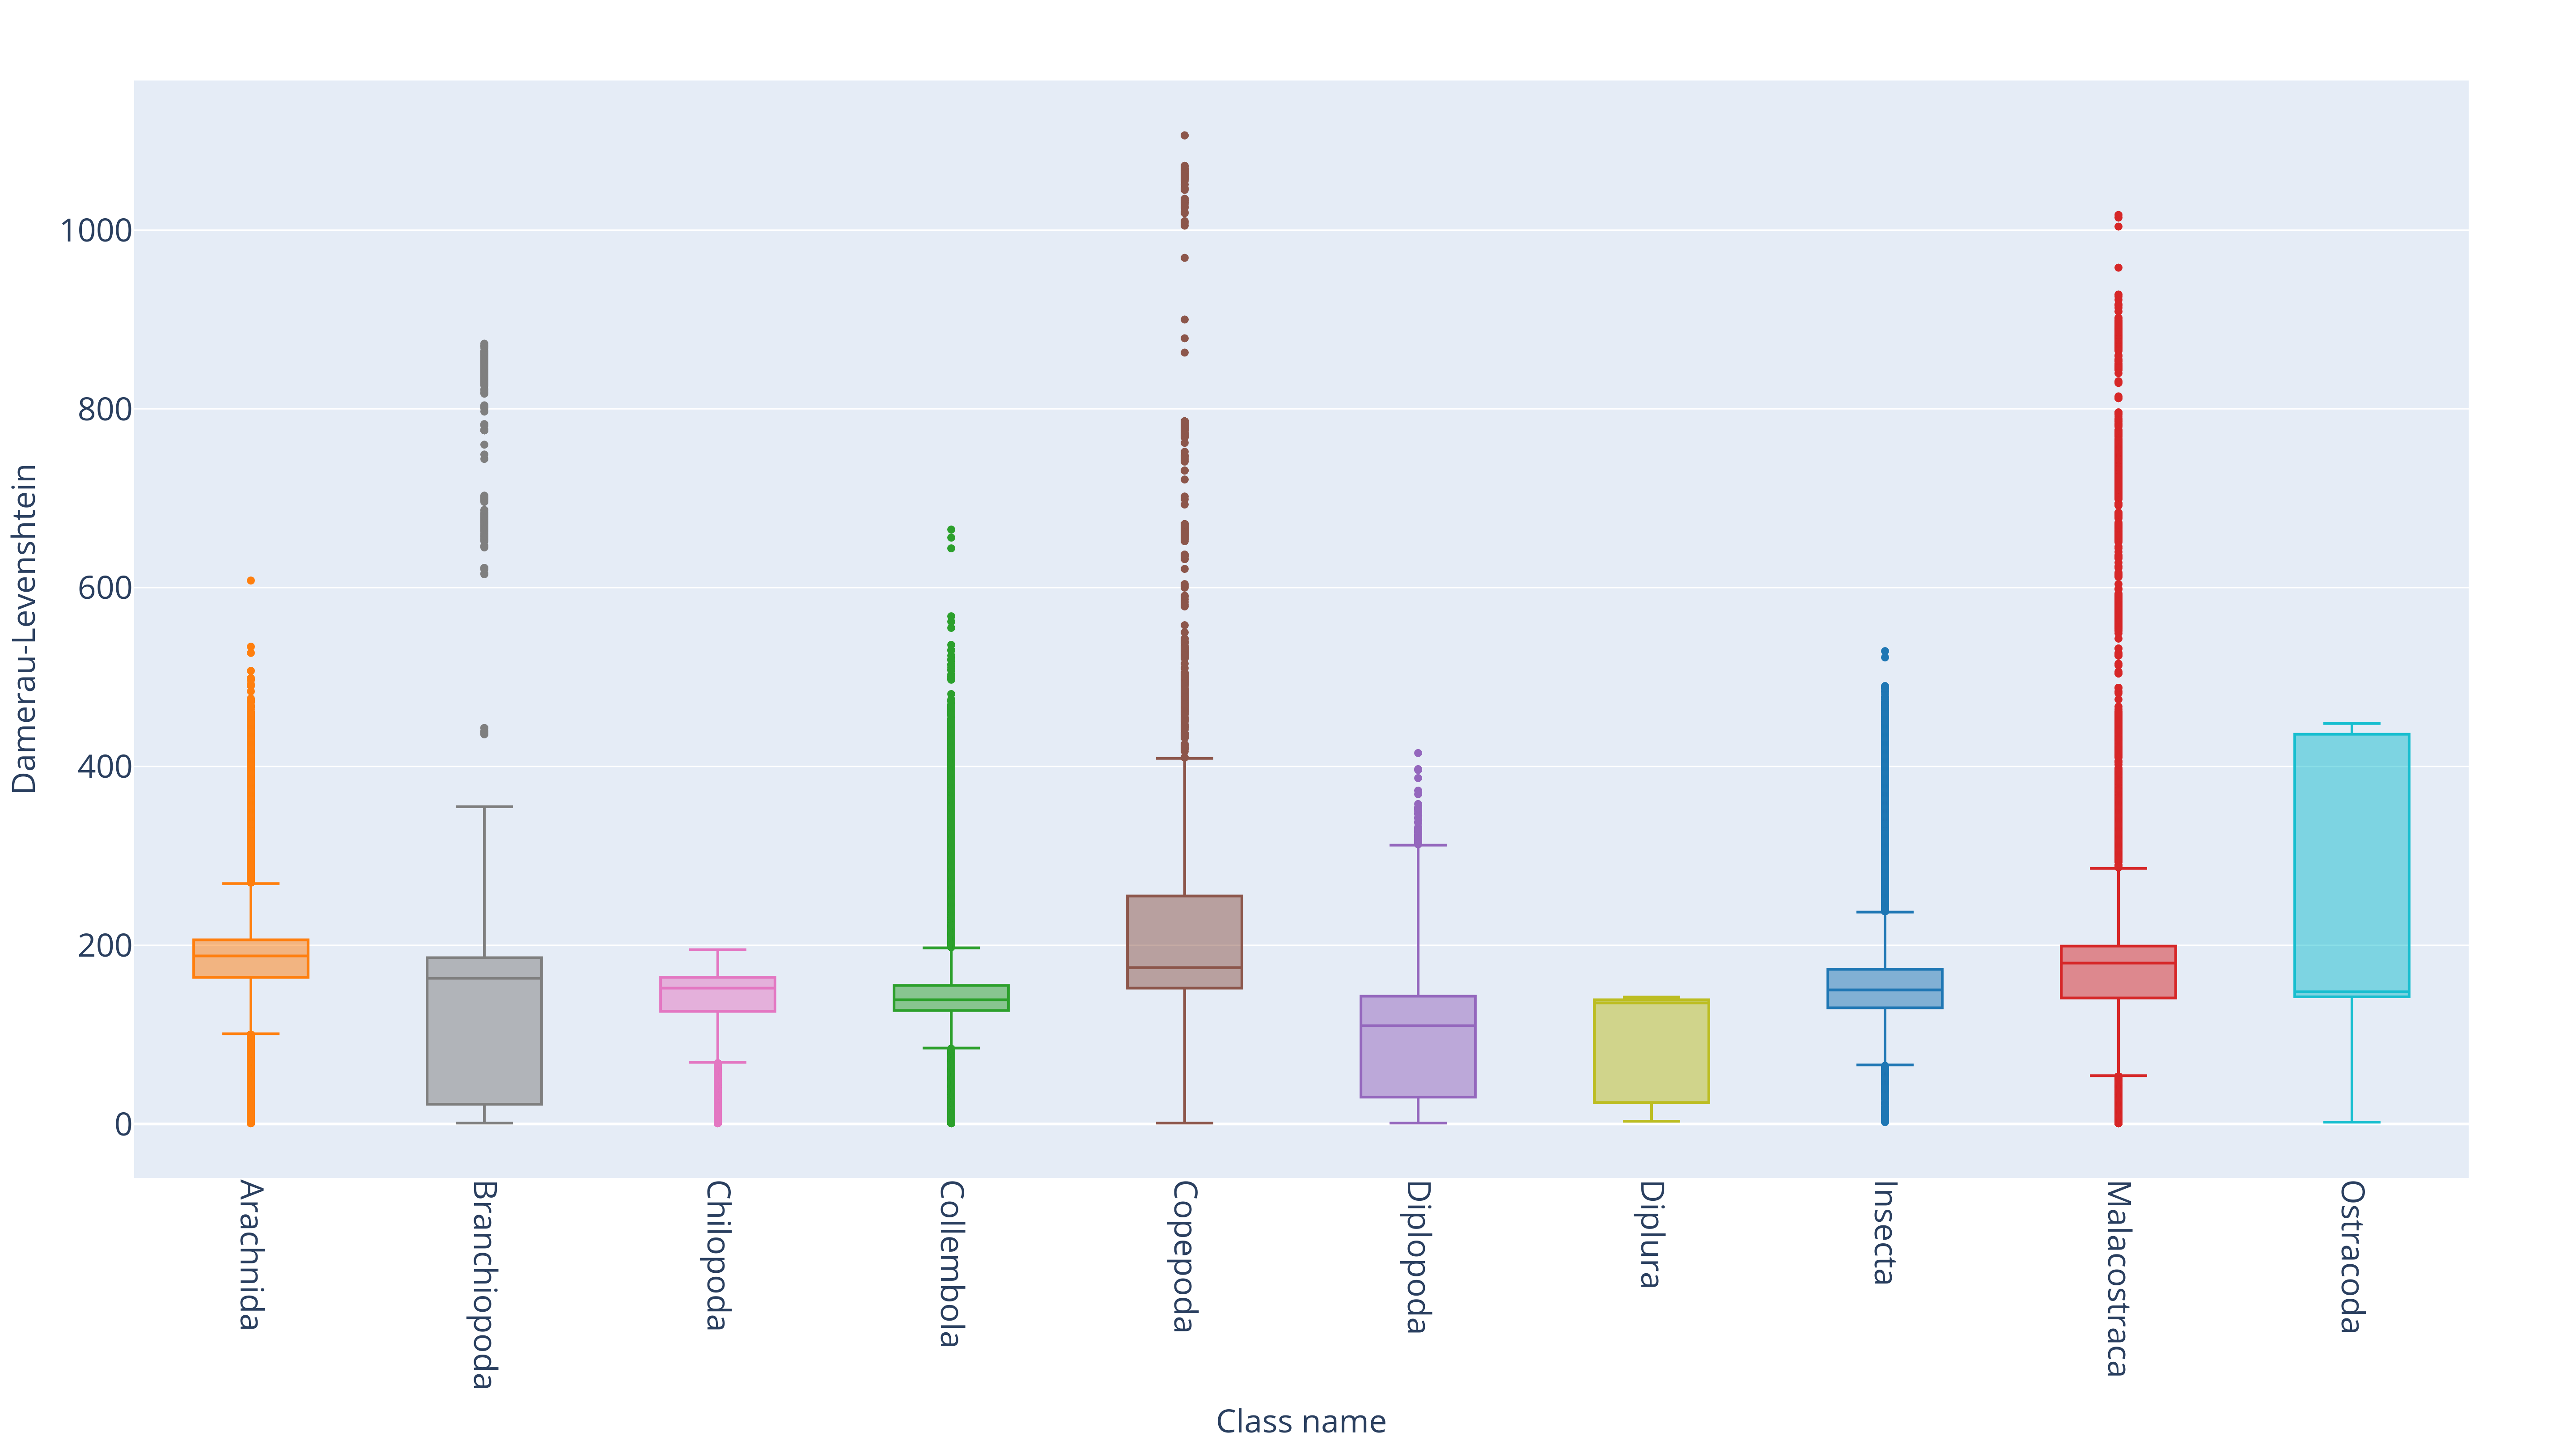 Damerau-Levenshtein
1000
800
600
400
200
0
Arachnida
Branchiopoda
Chilopoda
Collembola
Copepoda
Diplopoda
Diplura
Insecta
Malacostraca
Ostracoda
Class name